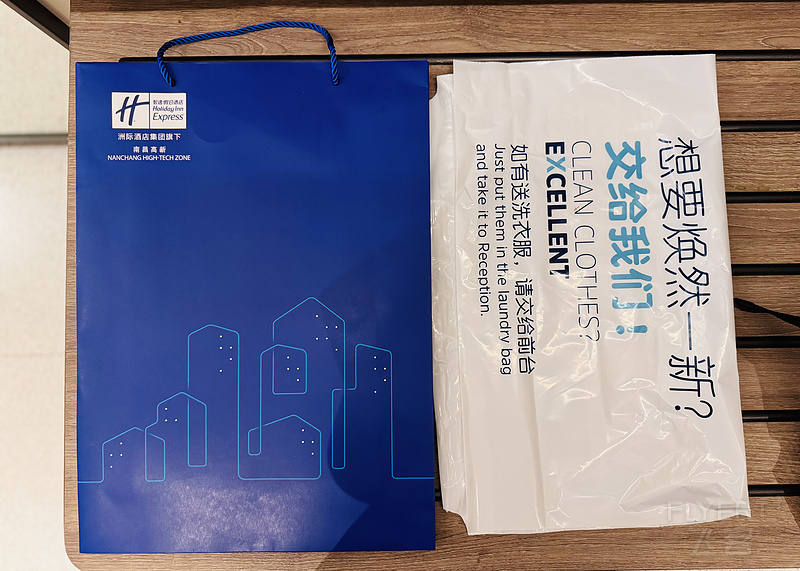 智选假日酒店
Holiday Inn
Express
洲际酒店集团旗下
南昌高新
NANCHANG HIGH-TECH ZONE
想要焕然一新?
交给我们!
CLEAN CLOTHES?
EXCELLENT
如有送洗衣服，请交给前台
Just put them in the laundry bag
and take it to Reception.